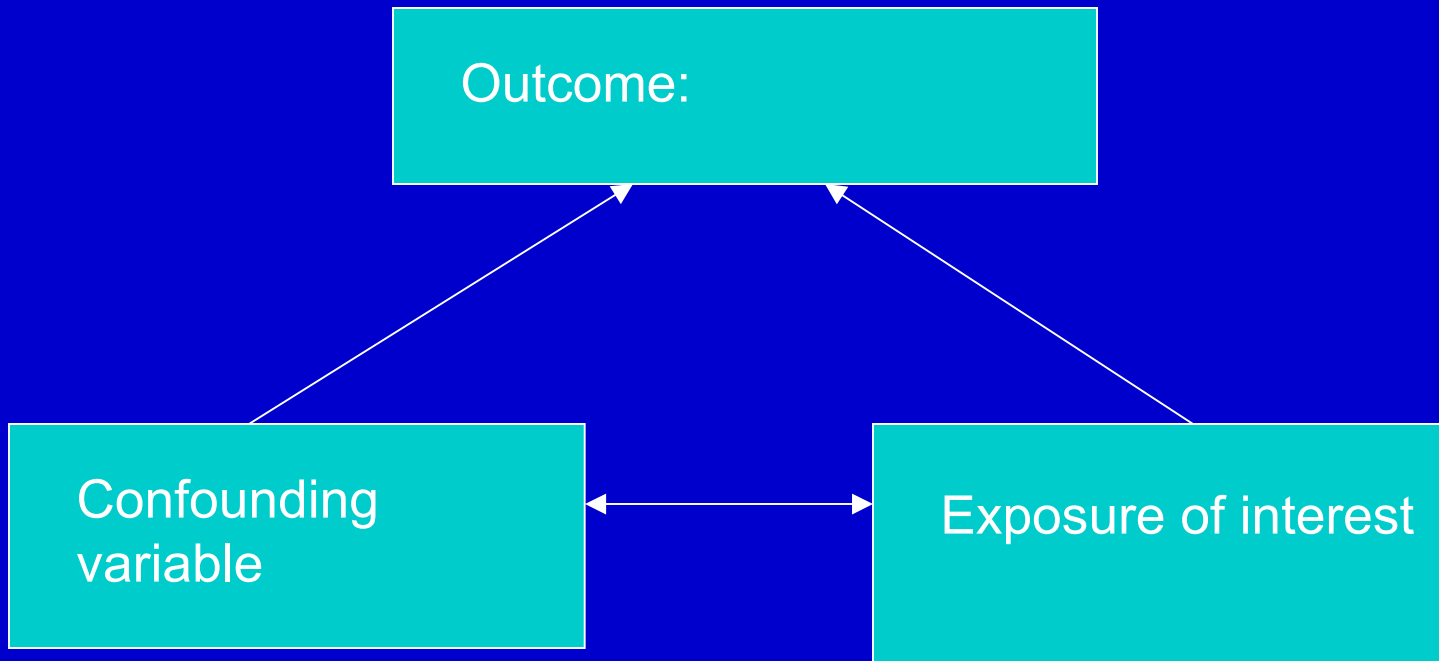 Outcome:
Confounding
variable
Exposure of interest